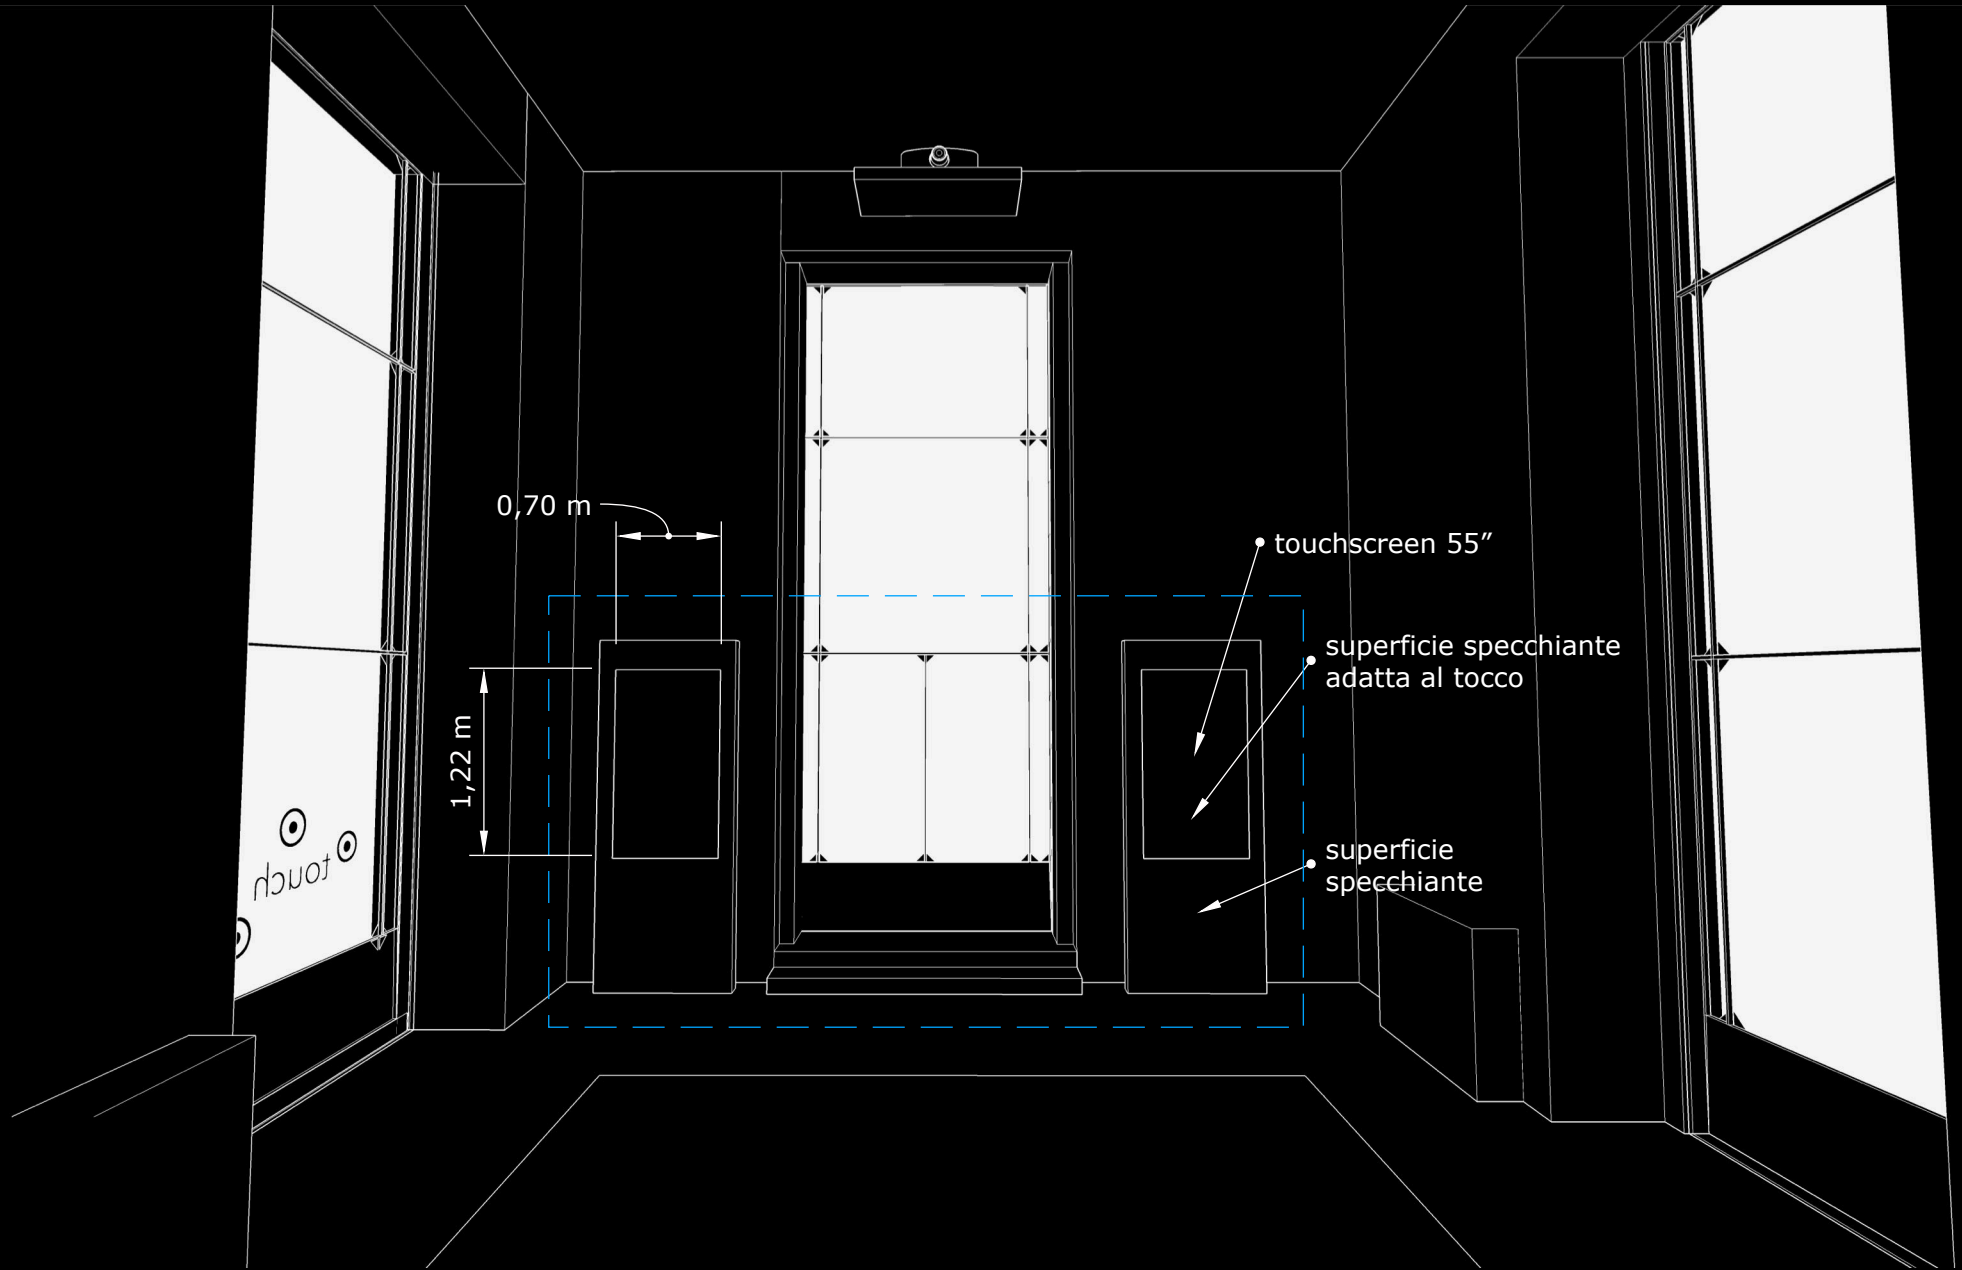 0,70 m
touchscreen 55”
superficie specchiante
adatta al tocco
1,22 m
superficie
specchiante
touch